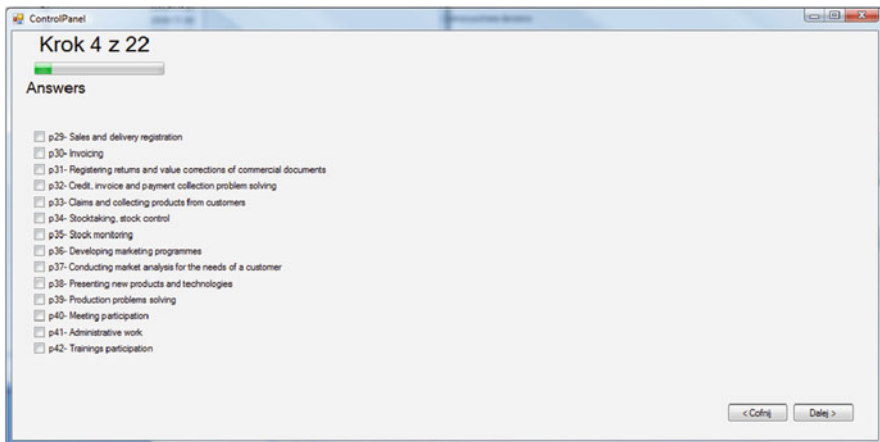 ControlPanel
Krok 4 z 22
Answers
p29- Sales and delivery registration
p30- Invoicing
p31- Registering returns and value corrections of commercial documents
p32- Credit, invoice and payment collection problem solving
p33- Claims and collecting products from customers
p34- Stocktaking, stock control
p35- Stock monitoring
p36- Developing marketing programmes
p37- Conducting market analysis for the needs of a customer
p38- Presenting new products and technologies
p39- Production problems solving
p40- Meeting participation
p41- Administrative work
p42- Trainings participation
< Cofnij Dalej >